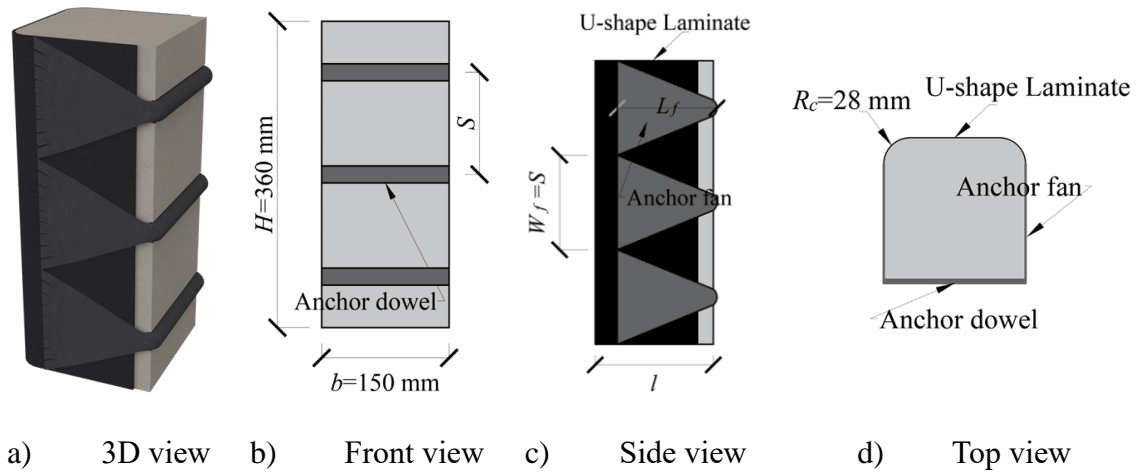 H=360 mm
S
Anchor dowel
b=150 mm
U-shape Laminate
L_f
W_f=S
Anchor fan
l
R_c=28 mm
U-shape Laminate
Anchor fan
Anchor dowel
a) 3D view b) Front view c) Side view d) Top view